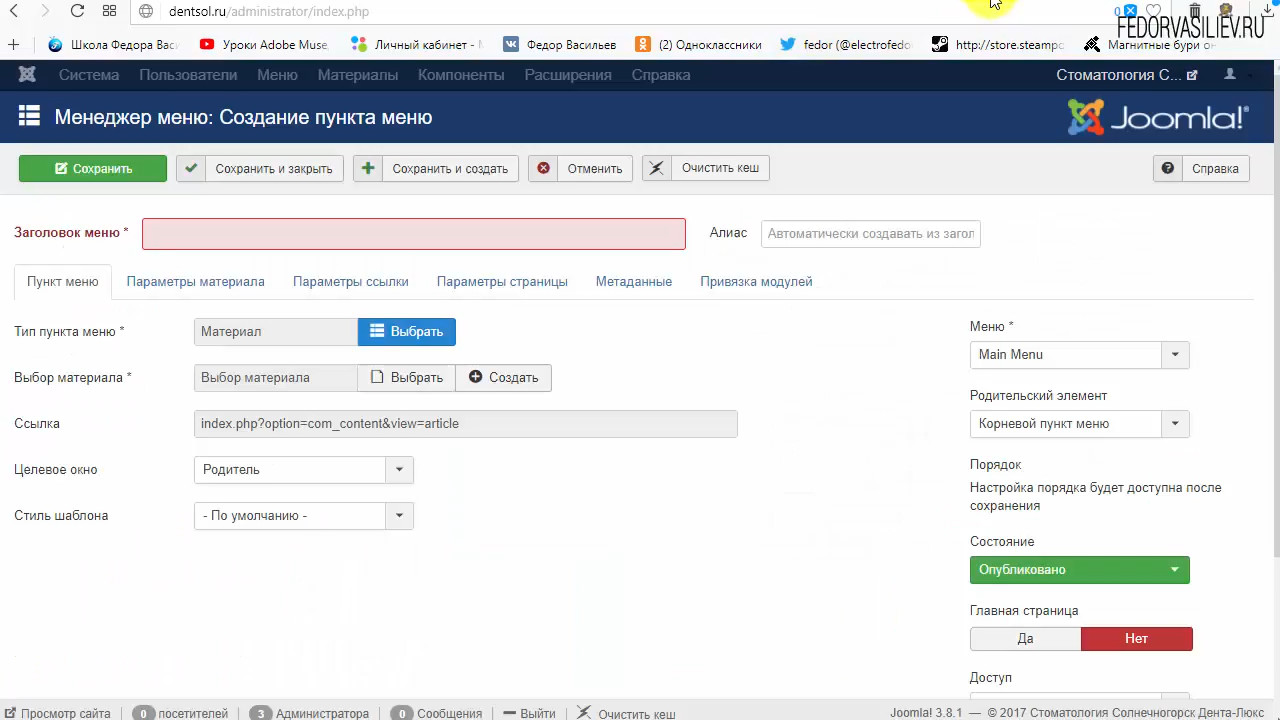 dentsol.ru/administrator/index.php
0
FEDORVASILIEV.RU
Школа Федора Васи
Уроки Adobe Muse
Личный кабинет -
Федор Васильев
(2) Одноклассники
fedor (@electrofedo
http://store.steampo
Магнитные бури он
Система
Пользователи
Меню
Материалы
Компоненты
Расширения
Справка
Стоматология С...
Менеджер меню: Создание пункта меню
Joomla!
Сохранить
Сохранить и закрыть
Сохранить и создать
Отменить
Очистить кеш
Справка
Заголовок меню *
Алиас
Автоматически создавать из загол
Пункт меню
Параметры материала
Параметры ссылки
Параметры страницы
Метаданные
Привязка модулей
Тип пункта меню *
Материал
Выбрать
Выбор материала *
Выбор материала
Выбрать
Создать
Ссылка
index.php?option=com_content&view=article
Целевое окно
Родитель
Стиль шаблона
- По умолчанию -
Меню *
Main Menu
Родительский элемент
Корневой пункт меню
Порядок
Настройка порядка будет доступна после
сохранения
Состояние
Опубликовано
Главная страница
Да
Нет
Доступ
Просмотр сайта
0 посетителей
3 Администратора
0 Сообщения
Выйти
Очистить кеш
Joomla! 3.8.1 — © 2017 Стоматология Солнечногорск Дента-Люкс